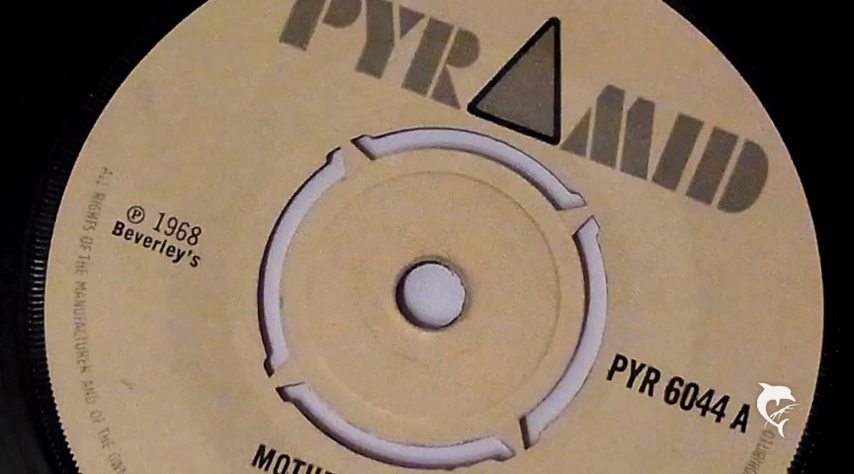 PYRAMID
℗ 1968
Beverley's
ALL RIGHTS OF THE MANUFACTURER AND OF THE
PYR 6044 A